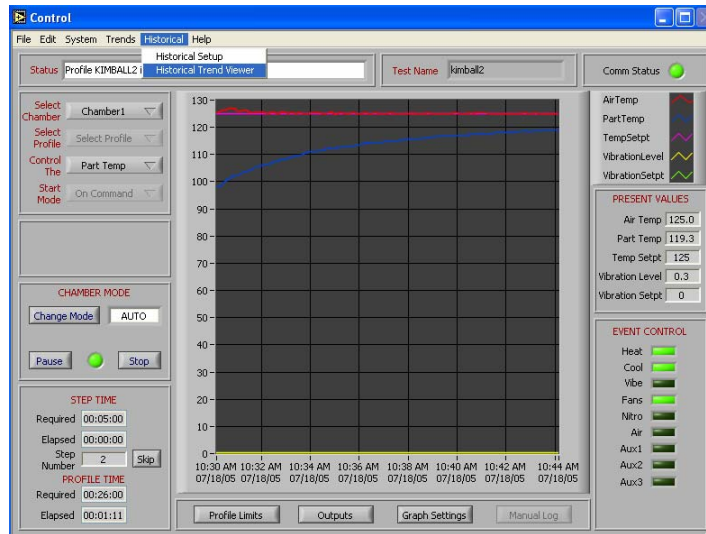 Control
File Edit System Trends Historical Help
Historical Setup
Historical Trend Viewer
Status Profile KIMBALL2 i
Test Name kimball2
Comm Status
Select Chamber Chamber1
Select Profile Select Profile
Control The Part Temp
Start Mode On Command
CHAMBER MODE
Change Mode AUTO
Pause Stop
STEP TIME
Required 00:05:00
Elapsed 00:00:00
Step Number 2 Skip
PROFILE TIME
Required 00:26:00
Elapsed 00:01:11
130
120
110
100
90
80
70
60
50
40
30
20
10
0
10:30 AM 10:32 AM 10:34 AM 10:36 AM 10:38 AM 10:40 AM 10:42 AM 10:44 AM
07/18/05 07/18/05 07/18/05 07/18/05 07/18/05 07/18/05 07/18/05 07/18/05
Profile Limits Outputs Graph Settings Manual Log
AirTemp
PartTemp
TempSetpt
VibrationLevel
VibrationSetpt
PRESENT VALUES
Air Temp 125.0
Part Temp 119.3
Temp Setpt 125
Vibration Level 0.3
Vibration Setpt 0
EVENT CONTROL
Heat
Cool
Vibe
Fans
Nitro
Air
Aux1
Aux2
Aux3